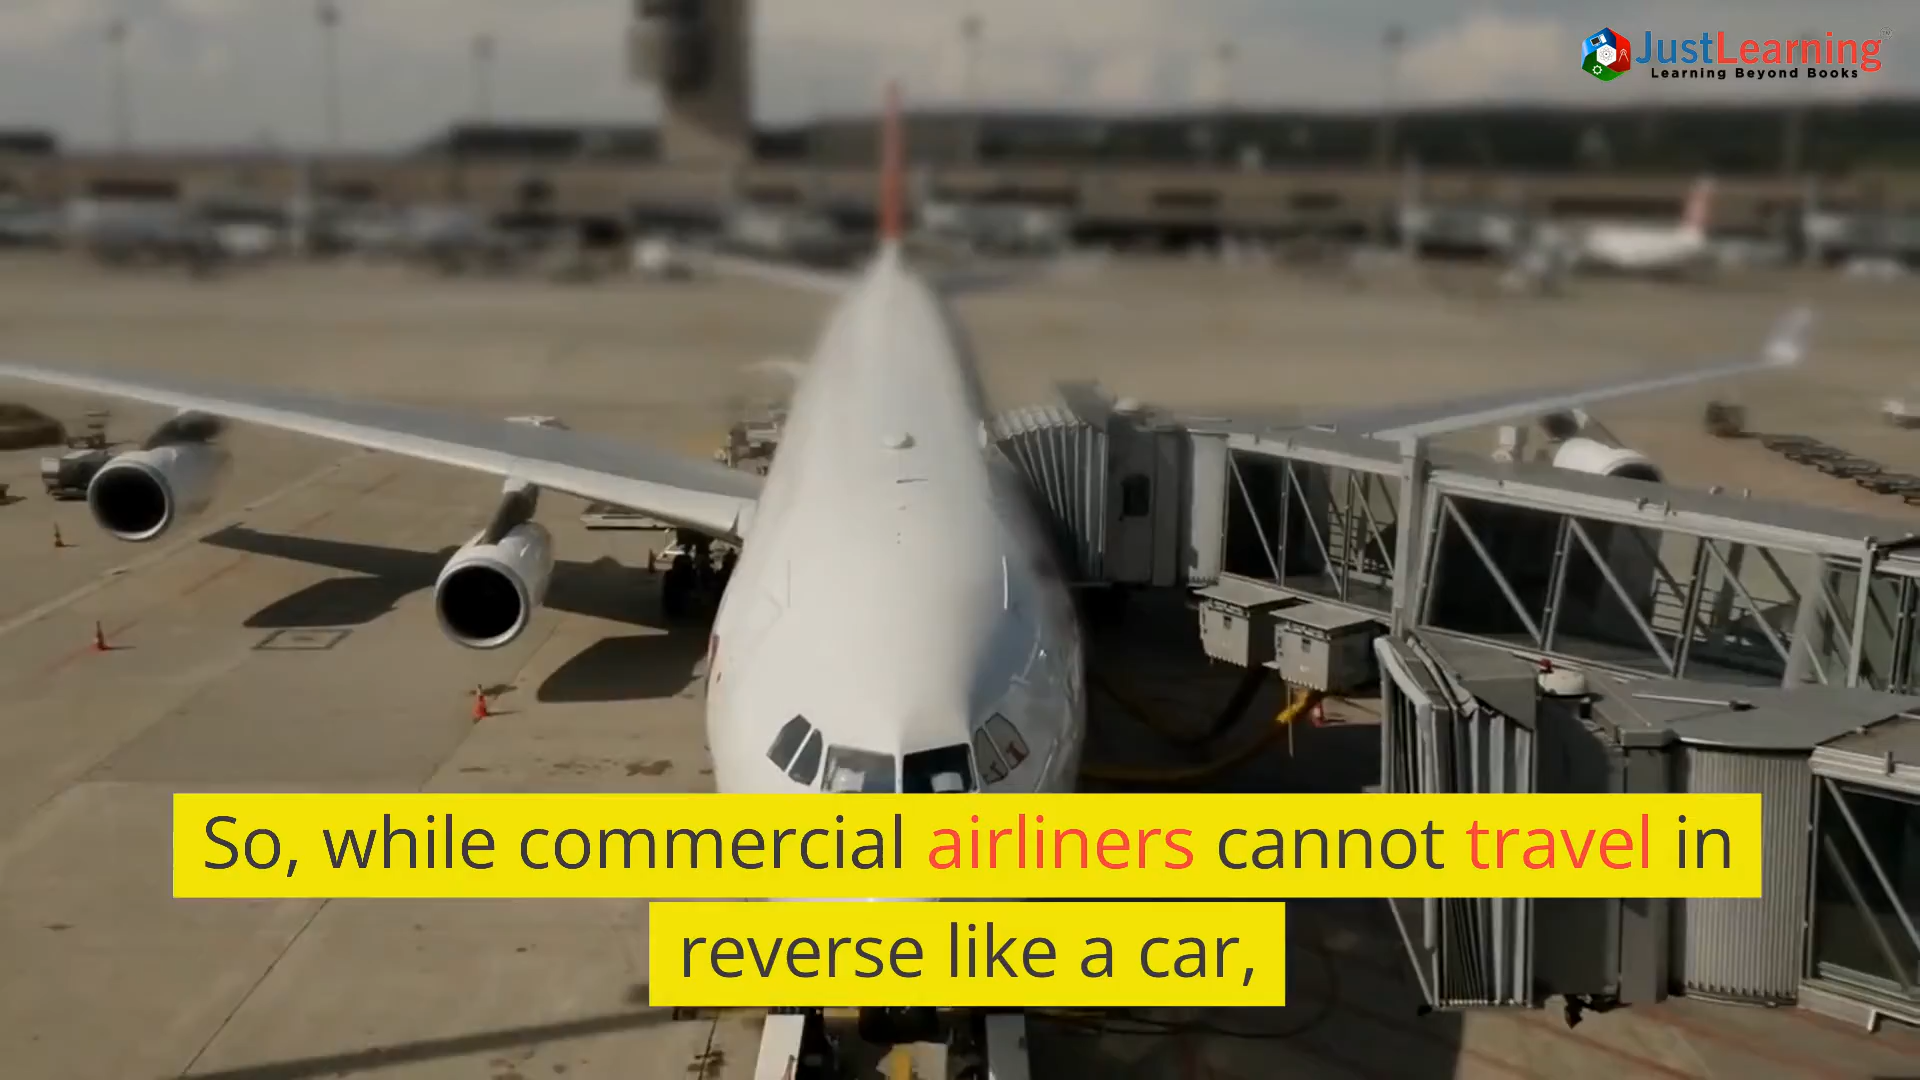 JustLearning
Learning Beyond Books
So, while commercial airliners cannot travel in
reverse like a car,